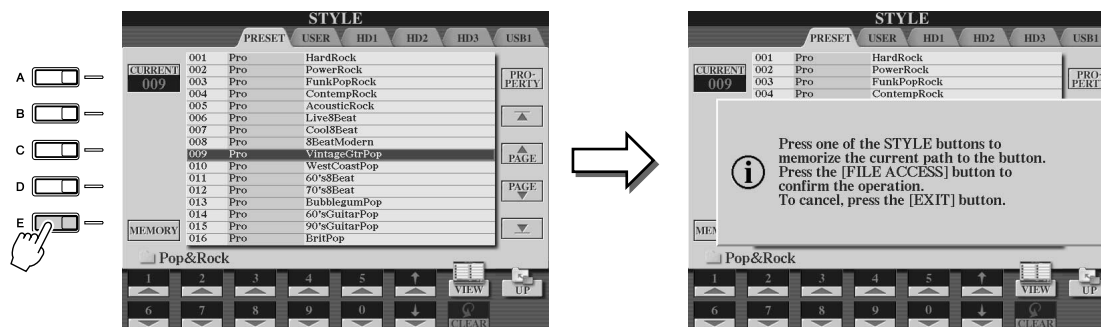 STYLE
PRESET USER HD1 HD2 HD3 USB1
A
B
C
D
E
CURRENT
009
001 Pro HardRock
002 Pro PowerRock
003 Pro FunkPopRock
004 Pro ContempRock
005 Pro AcousticRock
006 Pro Live8Beat
007 Pro Cool8Beat
008 Pro 8BeatModern
009 Pro VintageGtrPop
010 Pro WestCoastPop
011 Pro 60's8Beat
012 Pro 70's8Beat
013 Pro BubblegumPop
014 Pro 60'sGuitarPop
015 Pro 90'sGuitarPop
016 Pro BritPop
PRO-
PERTY
PAGE
PAGE
MEMORY
Pop&Rock
1 2 3 4 5 VIEW UP
6 7 8 9 0 CLEAR
STYLE
PRESET USER HD1 HD2 HD3 USB1
CURRENT
009
001 Pro HardRock
002 Pro PowerRock
003 Pro FunkPopRock
004 Pro ContempRock
PRO-
PERT
Press one of the STYLE buttons to
memorize the current path to the button.
Press the [FILE ACCESS] button to
confirm the operation.
To cancel, press the [EXIT] button.
MEM
Pop&Rock
1 2 3 4 5 VIEW UP
6 7 8 9 0 CLEAR